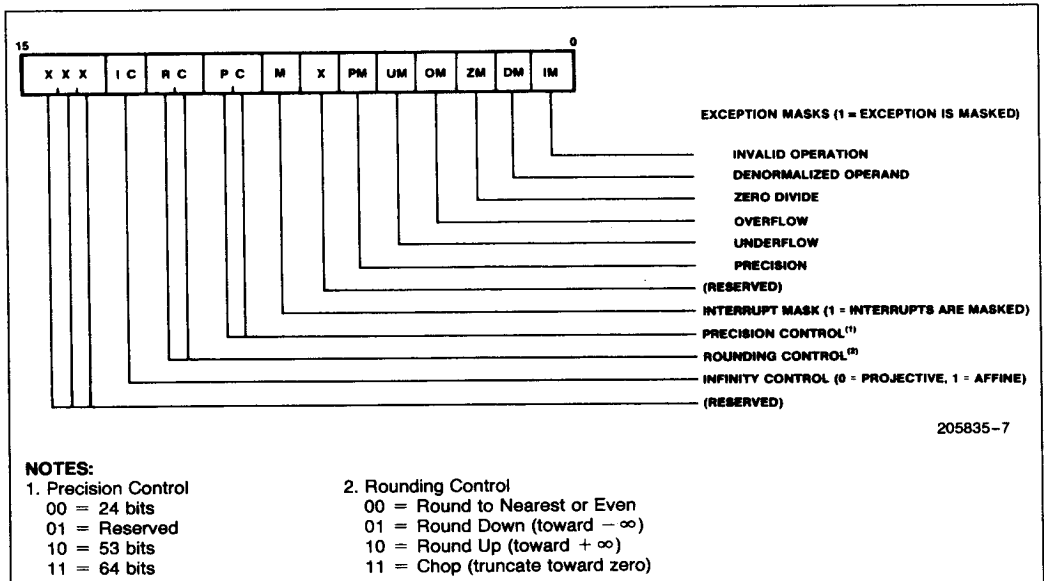 15 0
X X X I C R C P C M X PM UM OM ZM DM IM
EXCEPTION MASKS (1 = EXCEPTION IS MASKED)
INVALID OPERATION
DENORMALIZED OPERAND
ZERO DIVIDE
OVERFLOW
UNDERFLOW
PRECISION
(RESERVED)
INTERRUPT MASK (1 = INTERRUPTS ARE MASKED)
PRECISION CONTROL(1)
ROUNDING CONTROL(2)
INFINITY CONTROL (0 = PROJECTIVE, 1 = AFFINE)
(RESERVED)
205835-7
NOTES:
1. Precision Control
00 = 24 bits
01 = Reserved
10 = 53 bits
11 = 64 bits
2. Rounding Control
00 = Round to Nearest or Even
01 = Round Down (toward −∞)
10 = Round Up (toward +∞)
11 = Chop (truncate toward zero)